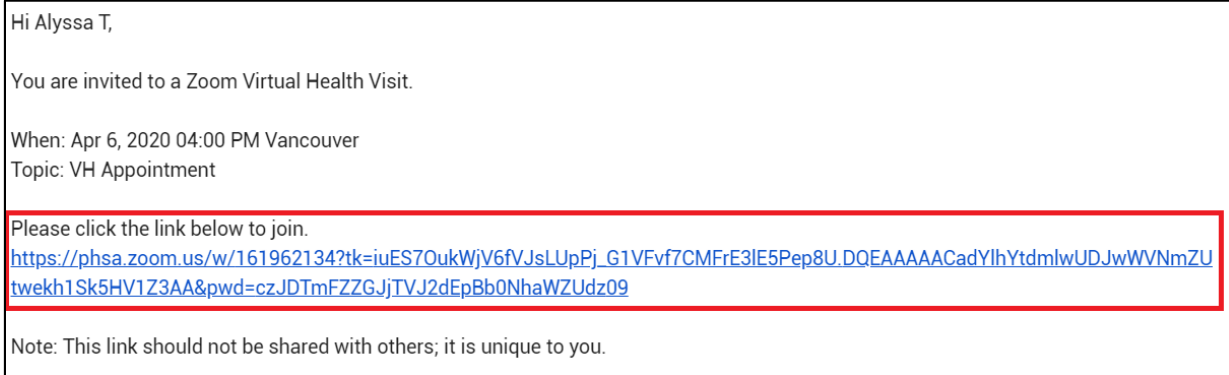 Hi Alyssa T,
You are invited to a Zoom Virtual Health Visit.
When: Apr 6, 2020 04:00 PM Vancouver
Topic: VH Appointment
Please click the link below to join.
https://phsa.zoom.us/w/161962134?tk=iuES7OukWjV6fVJsLUpPj_G1VFvf7CMFrE3lE5Pep8U.DQEAAAAACadYlhYtdmlwUDJwWVNmZU
twekh1Sk5HV1Z3AA&pwd=czJDTmFZZGJjTVJ2dEpBb0NhaWZUdz09
Note: This link should not be shared with others; it is unique to you.